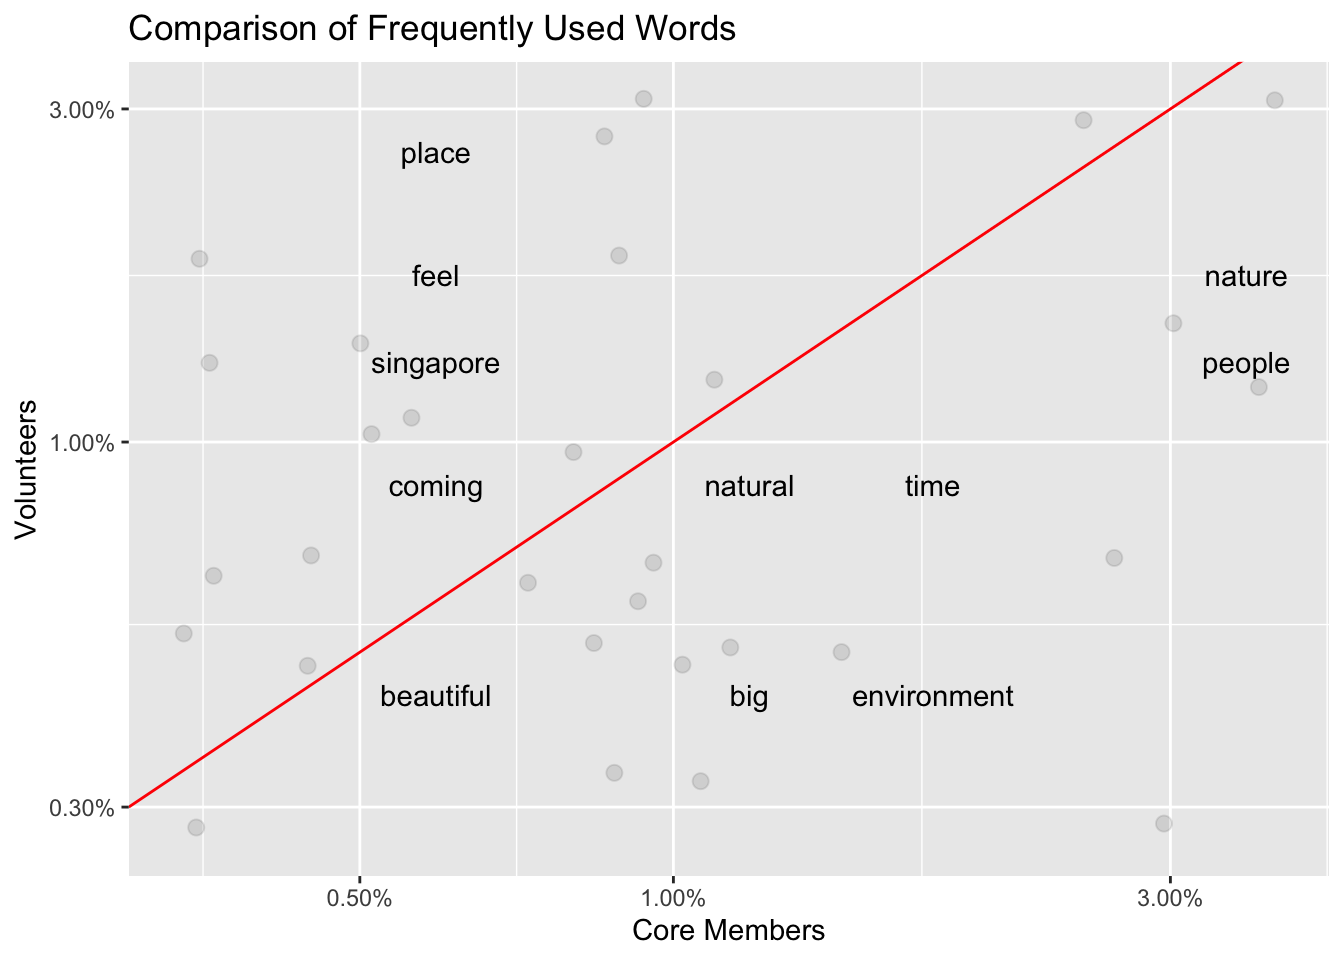 Comparison of Frequently Used Words
3.00%
place
feel
nature
singapore
people
1.00%
Volunteers
coming
natural
time
beautiful
big
environment
0.30%
0.50%
1.00%
3.00%
Core Members